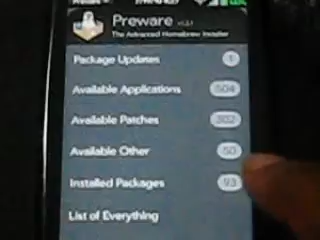 Preware
The Advanced Homebrew Installer
Package Updates 1
Available Applications 504
Available Patches 302
Available Other 50
Installed Packages 93
List of Everything